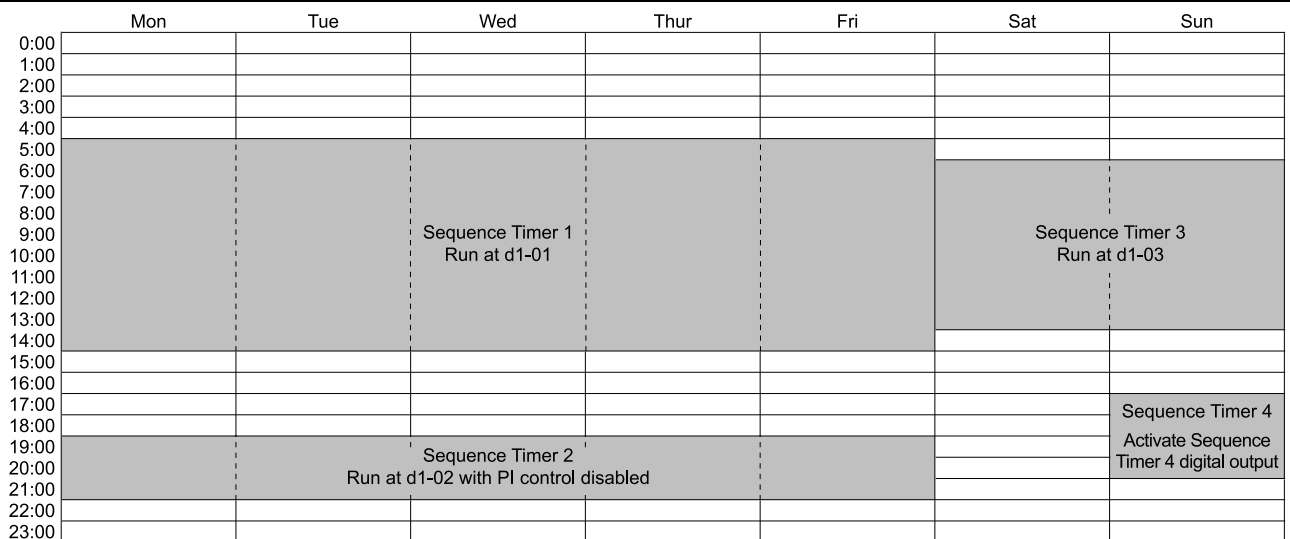 Mon Tue Wed Thur Fri Sat Sun
0:00
1:00
2:00
3:00
4:00
5:00
6:00
7:00
8:00
9:00
Sequence Timer 1
Run at d1-01
Sequence Timer 3
Run at d1-03
10:00
11:00
12:00
13:00
14:00
15:00
16:00
17:00
Sequence Timer 4
18:00
19:00
Activate Sequence
Timer 4 digital output
Sequence Timer 2
Run at d1-02 with PI control disabled
20:00
21:00
22:00
23:00